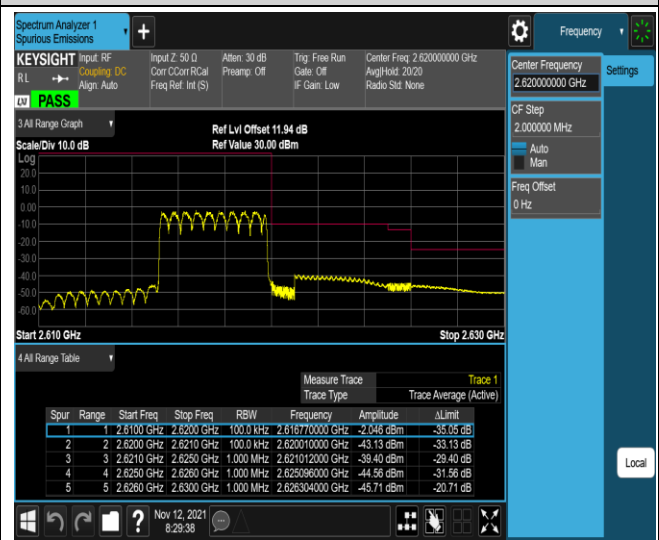 Spectrum Analyzer 1
Spurious Emissions
+
Frequency
KEYSIGHT Input: RF
RL
Coupling: DC
Align: Auto
Input Z: 50 Ω
Corr CCorr RCal
Freq Ref: Int (S)
Atten: 30 dB
Preamp: Off
Trig: Free Run
Gate: Off
IF Gain: Low
Center Freq: 2.620000000 GHz
Avg|Hold: 20/20
Radio Std: None
LW PASS
Center Frequency
2.620000000 GHz
Settings
CF Step
2.000000 MHz
Auto
Man
Freq Offset
0 Hz
3 All Range Graph
Ref Lvl Offset 11.94 dB
Scale/Div 10.0 dB
Ref Value 30.00 dBm
Log
20.0
10.0
0.00
-10.0
-20.0
-30.0
-40.0
-50.0
-60.0
Start 2.610 GHz
Stop 2.630 GHz
4 All Range Table
Measure Trace Trace 1
Trace Type Trace Average (Active)
Spur Range Start Freq Stop Freq RBW Frequency Amplitude ΔLimit
1 1 2.6100 GHz 2.6200 GHz 100.0 kHz 2.616770000 GHz -2.046 dBm -35.05 dB
2 2 2.6200 GHz 2.6210 GHz 100.0 kHz 2.620010000 GHz -43.13 dBm -33.13 dB
3 3 2.6210 GHz 2.6250 GHz 1.000 MHz 2.621012000 GHz -39.40 dBm -29.40 dB
4 4 2.6250 GHz 2.6260 GHz 1.000 MHz 2.625096000 GHz -44.56 dBm -31.56 dB
5 5 2.6260 GHz 2.6300 GHz 1.000 MHz 2.626304000 GHz -45.71 dBm -20.71 dB
Local
?
Nov 12, 2021
8:29:38